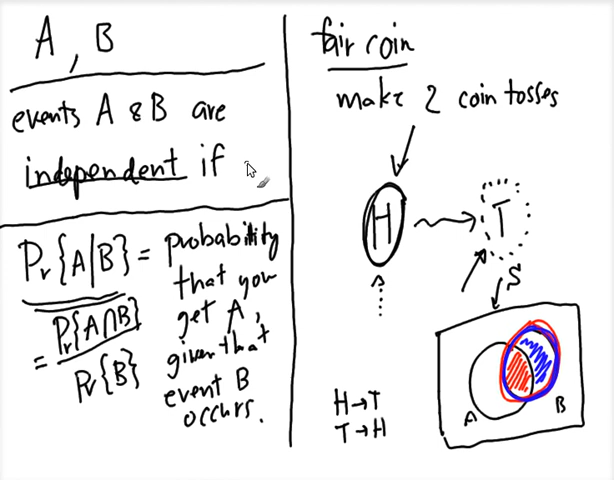 A, B
events A & B are
independent if
Pr{A|B} = probability
that you
get A,
given that
event B
occurs.
= Pr{A∩B}
Pr{B}
fair coin
make 2 coin tosses
H → T
S
A B
H→T
T→H